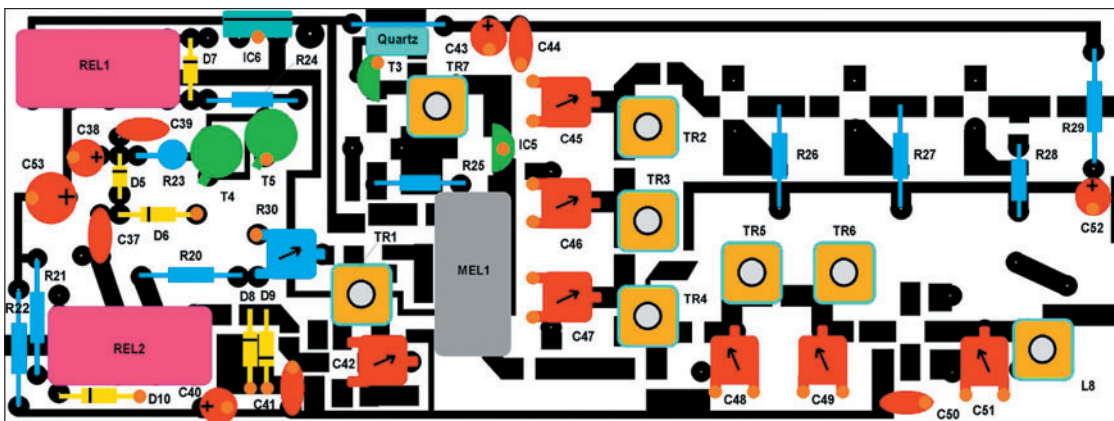 REL1
D7
IC6
R24
Quartz
T3
TR7
C43
C44
C38
C39
C53
D5
R23
T4
T5
IC5
C45
TR2
R26
R27
R28
R29
R25
C37
D6
R30
TR3
C46
C52
TR1
MEL1
TR5
TR6
R20
R21
R22
D8
D9
TR4
C47
REL2
C42
D10
C40
C41
C48
C49
C50
C51
L8